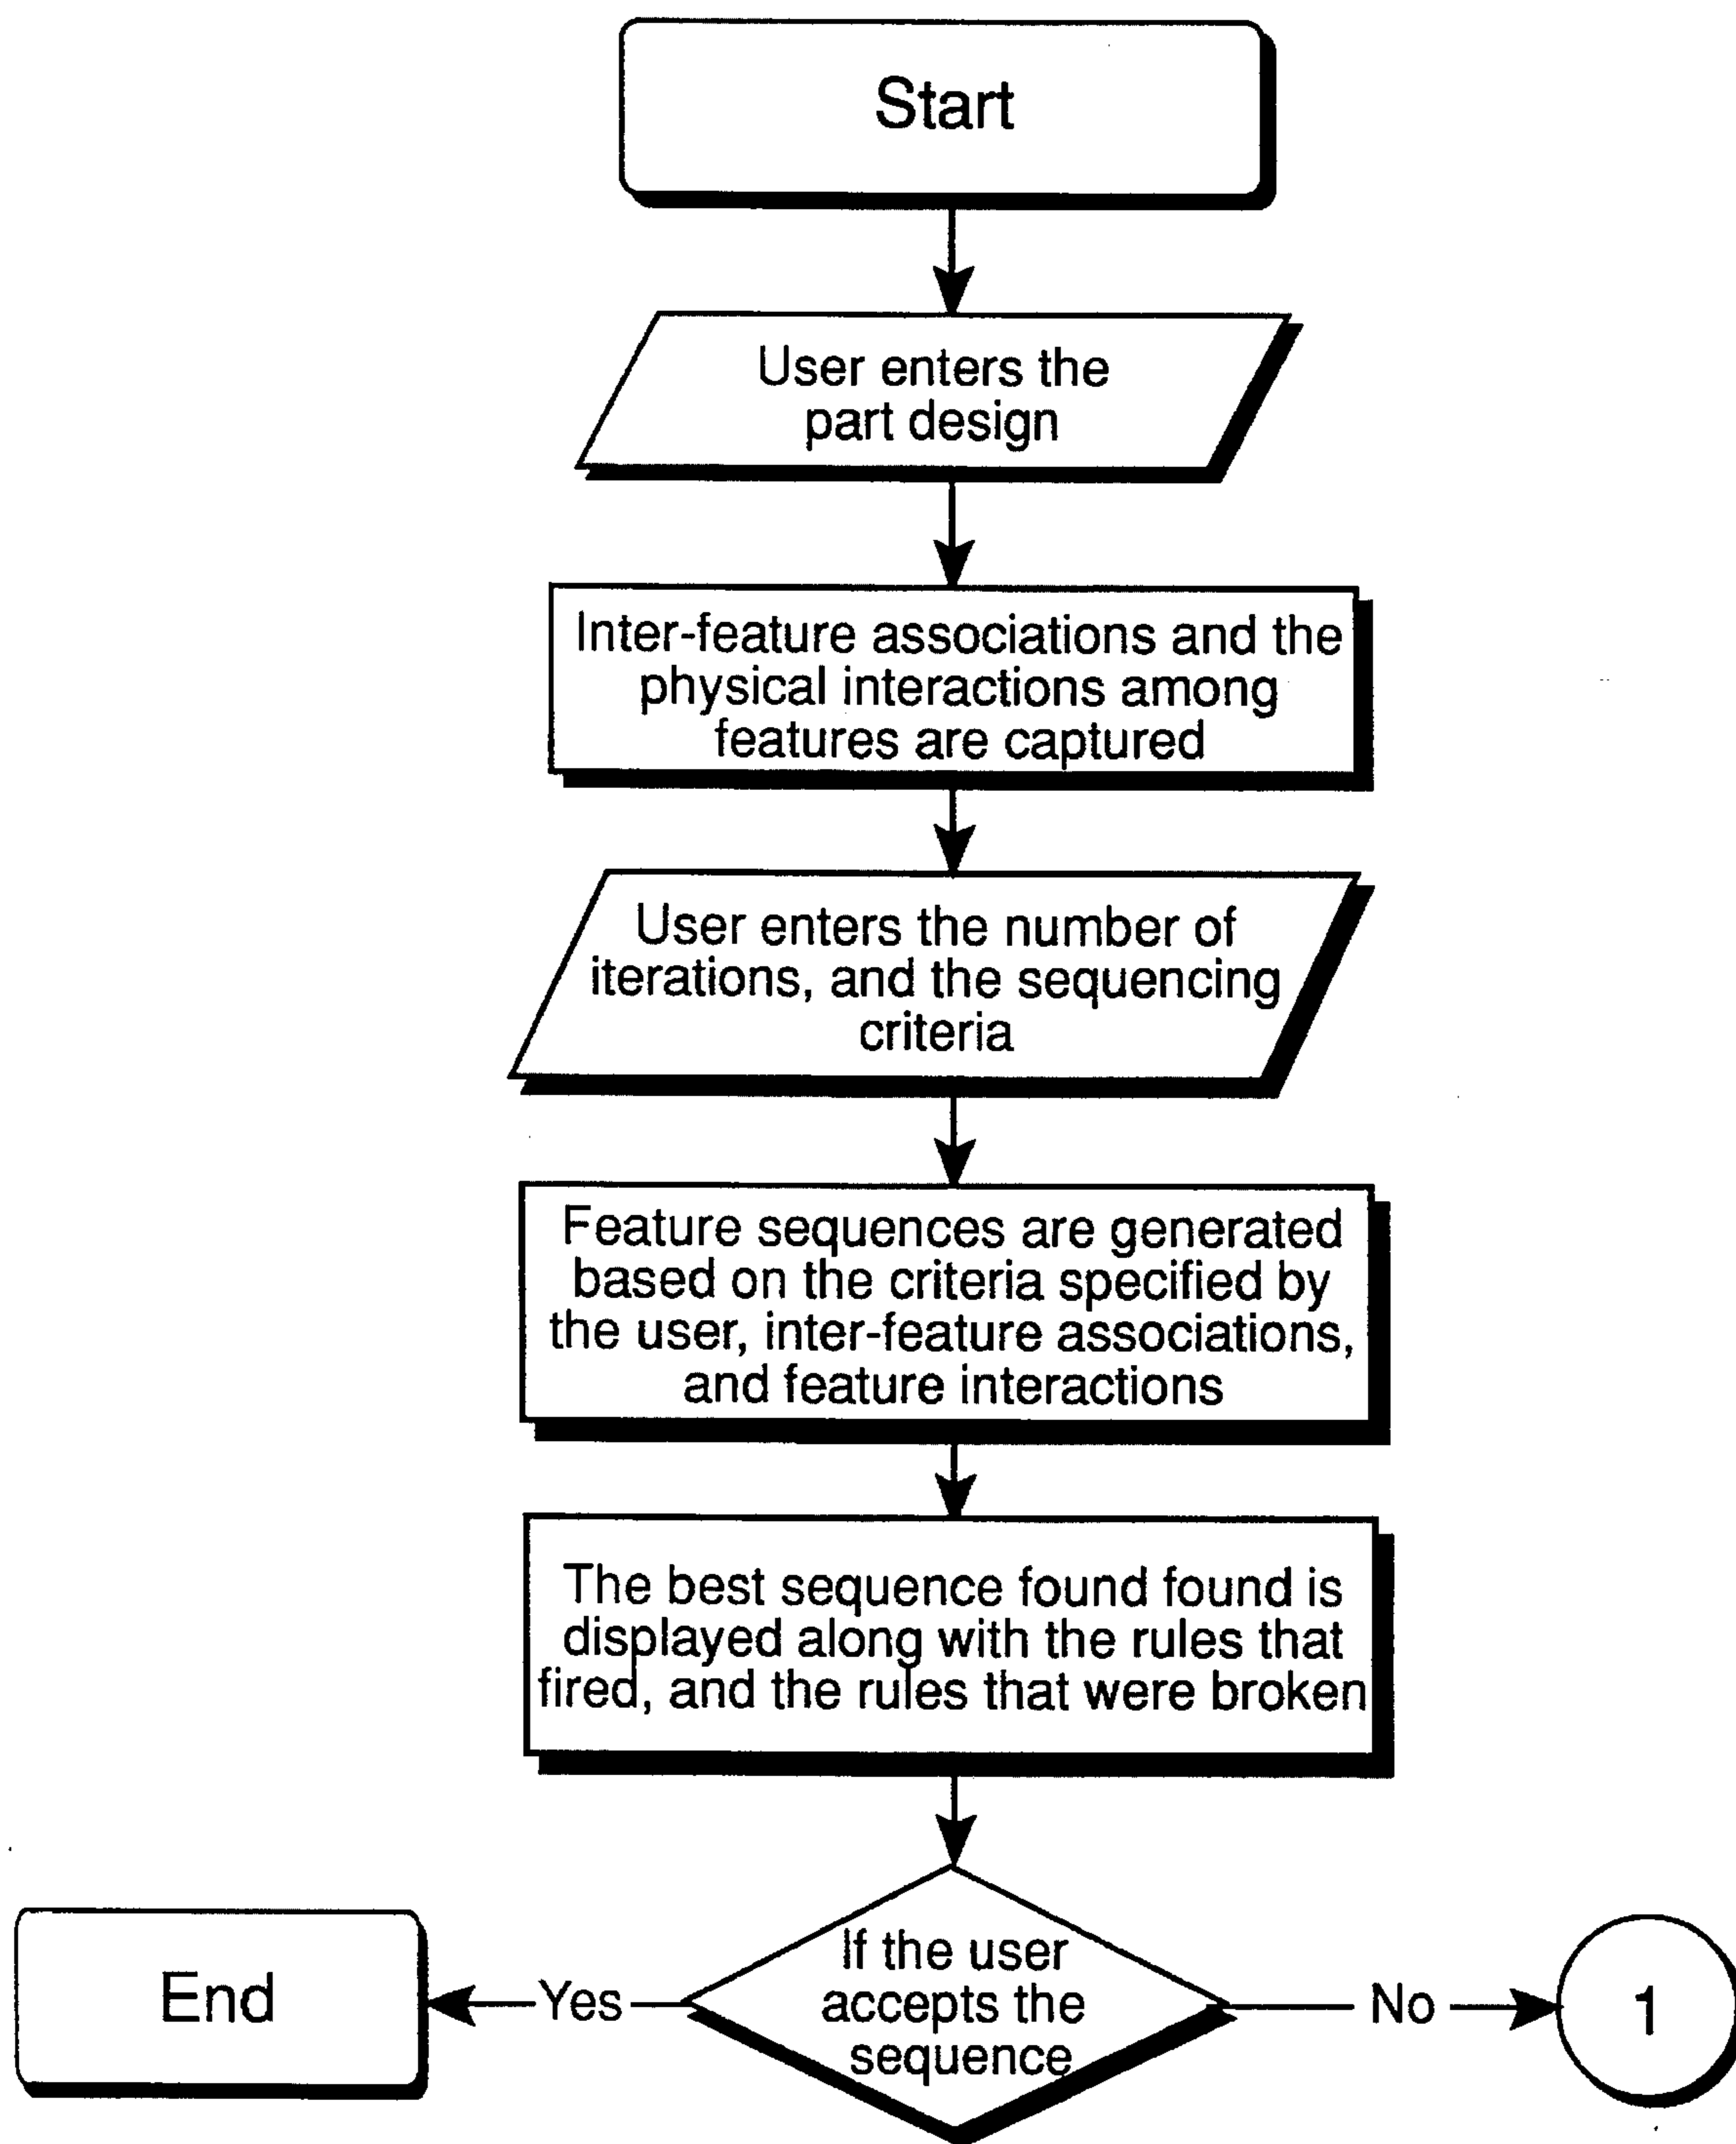 Start
User enters the
part design
Inter-feature associations and the
physical interactions among
features are captured
User enters the number of
iterations, and the sequencing
criteria
Feature sequences are generated
based on the criteria specified by
the user, inter-feature associations,
and feature interactions
The best sequence found found is
displayed along with the rules that
fired, and the rules that were broken
If the user
accepts the
sequence
Yes
End
No
1